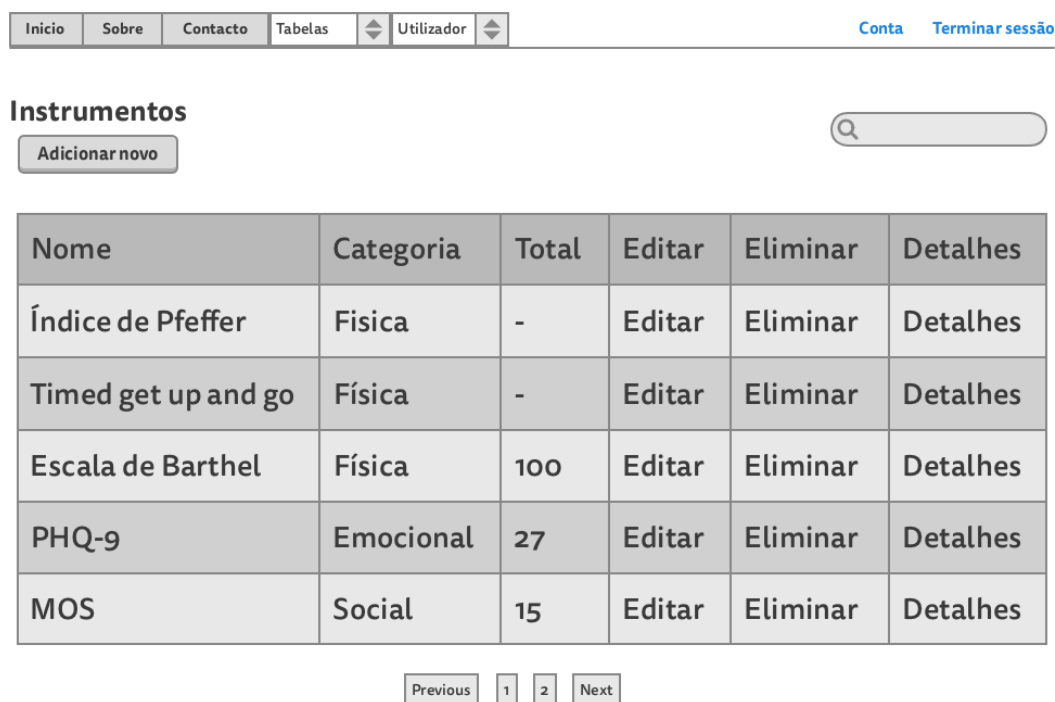 Inicio Sobre Contacto Tabelas Utilizador Conta Terminar sessão
Instrumentos
Adicionar novo
Nome Categoria Total Editar Eliminar Detalhes
Índice de Pfeffer Fisica - Editar Eliminar Detalhes
Timed get up and go Física - Editar Eliminar Detalhes
Escala de Barthel Física 100 Editar Eliminar Detalhes
PHQ-9 Emocional 27 Editar Eliminar Detalhes
MOS Social 15 Editar Eliminar Detalhes
Previous 1 2 Next